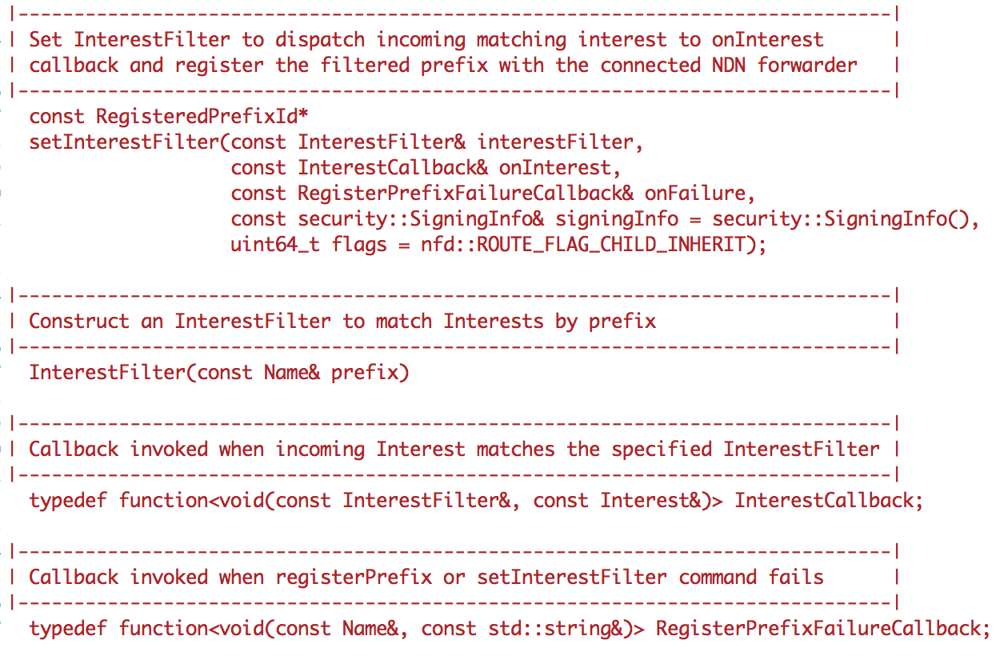 |------------------------------------------------------------------------------|
| Set InterestFilter to dispatch incoming matching interest to onInterest      |
| callback and register the filtered prefix with the connected NDN forwarder   |
|------------------------------------------------------------------------------|
const RegisteredPrefixId*
setInterestFilter(const InterestFilter& interestFilter,
                  const InterestCallback& onInterest,
                  const RegisterPrefixFailureCallback& onFailure,
                  const security::SigningInfo& signingInfo = security::SigningInfo(),
                  uint64_t flags = nfd::ROUTE_FLAG_CHILD_INHERIT);
|------------------------------------------------------------------------------|
| Construct an InterestFilter to match Interests by prefix                     |
|------------------------------------------------------------------------------|
InterestFilter(const Name& prefix)
|------------------------------------------------------------------------------|
| Callback invoked when incoming Interest matches the specified InterestFilter |
|------------------------------------------------------------------------------|
typedef function<void(const InterestFilter&, const Interest&)> InterestCallback;
|------------------------------------------------------------------------------|
| Callback invoked when registerPrefix or setInterestFilter command fails      |
|------------------------------------------------------------------------------|
typedef function<void(const Name&, const std::string&)> RegisterPrefixFailureCallback;